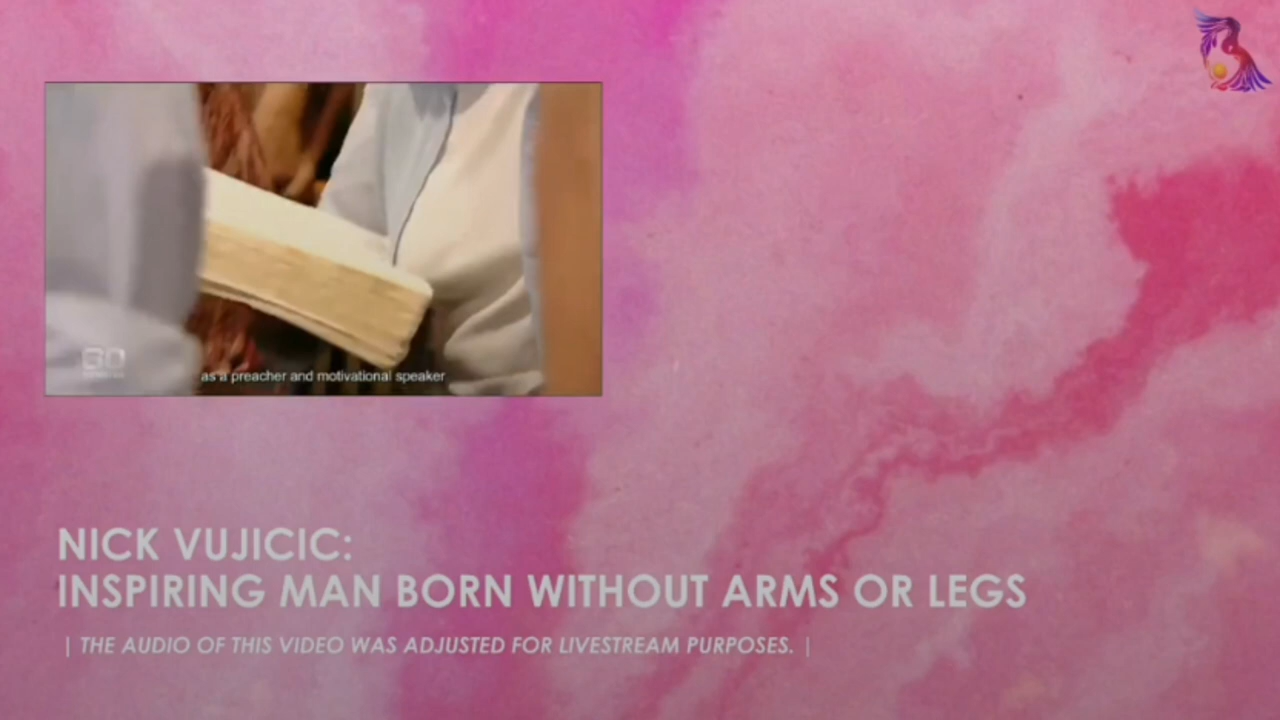 60
as a preacher and motivational speaker
NICK VUJICIC:
INSPIRING MAN BORN WITHOUT ARMS OR LEGS
| THE AUDIO OF THIS VIDEO WAS ADJUSTED FOR LIVESTREAM PURPOSES. |